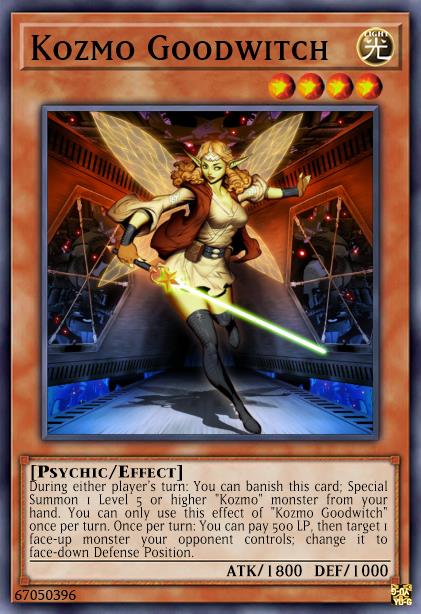 Kozmo Goodwitch
LIGHT
光
[Psychic/Effect]
During either player's turn: You can banish this card; Special
Summon 1 Level 5 or higher "Kozmo" monster from your
hand. You can only use this effect of "Kozmo Goodwitch"
once per turn. Once per turn: You can pay 500 LP, then target 1
face-up monster your opponent controls; change it to
face-down Defense Position.
ATK/1800 DEF/1000
67050396